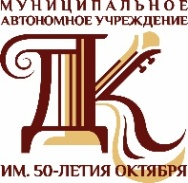 МУНИЦИПАЛЬНОЕ
АВТОНОМНОЕ УЧРЕЖДЕНИЕ
ДК
ИМ. 50-ЛЕТИЯ ОКТЯБРЯ